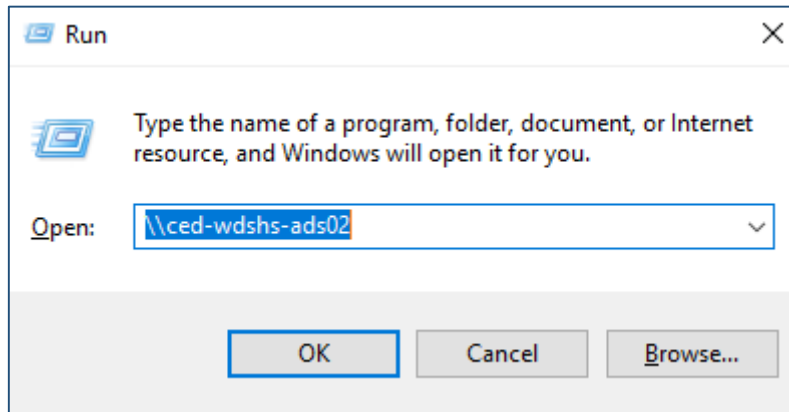 Run
Type the name of a program, folder, document, or Internet
resource, and Windows will open it for you.
Open: \\ced-wdshs-ads02
OK Cancel Browse...